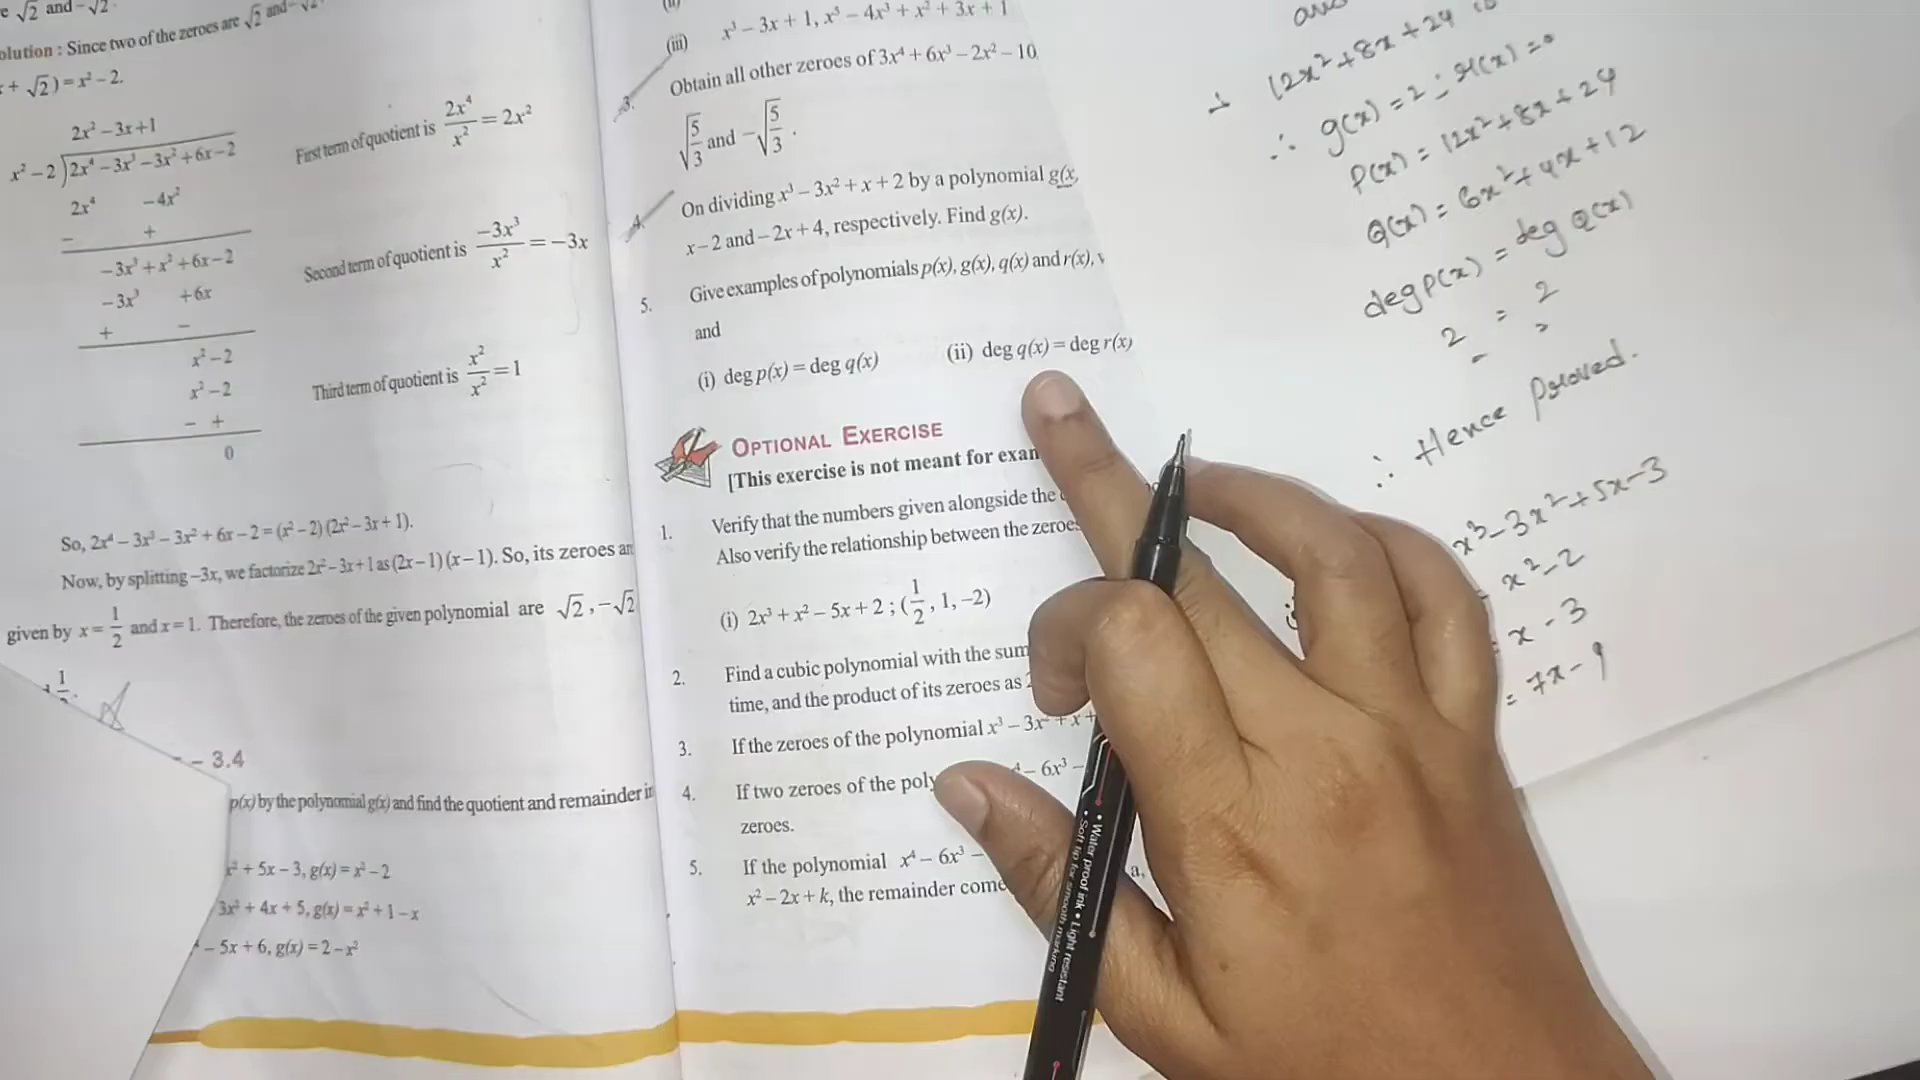 √2 and -√2.
olution : Since two of the zeroes are √2 and -√2
+ √2) = x² – 2.
2x² – 3x + 1
x² – 2 ) 2x⁴ – 3x³ – 3x² + 6x – 2
2x⁴ – 4x²
– +
– 3x³ + x² + 6x – 2
– 3x³ + 6x
+ –
x² – 2
x² – 2
– +
0
First term of quotient is 2x⁴/x² = 2x²
Second term of quotient is –3x³/x² = –3x
Third term of quotient is x²/x² = 1
So, 2x⁴ – 3x³ – 3x² + 6x – 2 = (x² – 2) (2x² – 3x + 1).
Now, by splitting –3x, we factorize 2x² – 3x + 1 as (2x – 1) (x – 1). So, its zeroes ar
given by x = 1/2 and x = 1. Therefore, the zeroes of the given polynomial are √2 , –√2
1
– 3.4
p(x) by the polynomial g(x) and find the quotient and remainder in
x² + 5x – 3, g(x) = x² – 2
3x² + 4x + 5, g(x) = x² + 1 – x
– 5x + 6, g(x) = 2 – x²
(ii)
(iii) x³ – 3x + 1, x⁵ – 4x³ + x² + 3x + 1
3. Obtain all other zeroes of 3x⁴ + 6x³ – 2x² – 10
√5/3 and –√5/3 .
4. On dividing x³ – 3x² + x + 2 by a polynomial g(x
x – 2 and – 2x + 4, respectively. Find g(x).
5. Give examples of polynomials p(x), g(x), q(x) and r(x),
and
(i) deg p(x) = deg q(x) (ii) deg q(x) = deg r(x)
OPTIONAL EXERCISE
[This exercise is not meant for exam
1. Verify that the numbers given alongside the
Also verify the relationship between the zeroes
(i) 2x³ + x² – 5x + 2 ; (1/2 , 1, –2)
2. Find a cubic polynomial with the sum
time, and the product of its zeroes as
3. If the zeroes of the polynomial x³ – 3x² + x +
4. If two zeroes of the poly – 6x³ –
zeroes.
5. If the polynomial x⁴ – 6x³ –
x² – 2x + k, the remainder come a,
12x² + 8x + 24
∴ g(x) = 2 ; r(x) = 0
P(x) = 12x² + 8x + 24
Q(x) = 6x² + 4x + 12
deg p(x) = deg Q(x)
2 = 2
∴ Hence Proved.
x³ – 3x² + 5x – 3
= x² – 2
= x – 3
= 7x – 9
Water proof ink • Light resistant
Soft tip for smooth marking